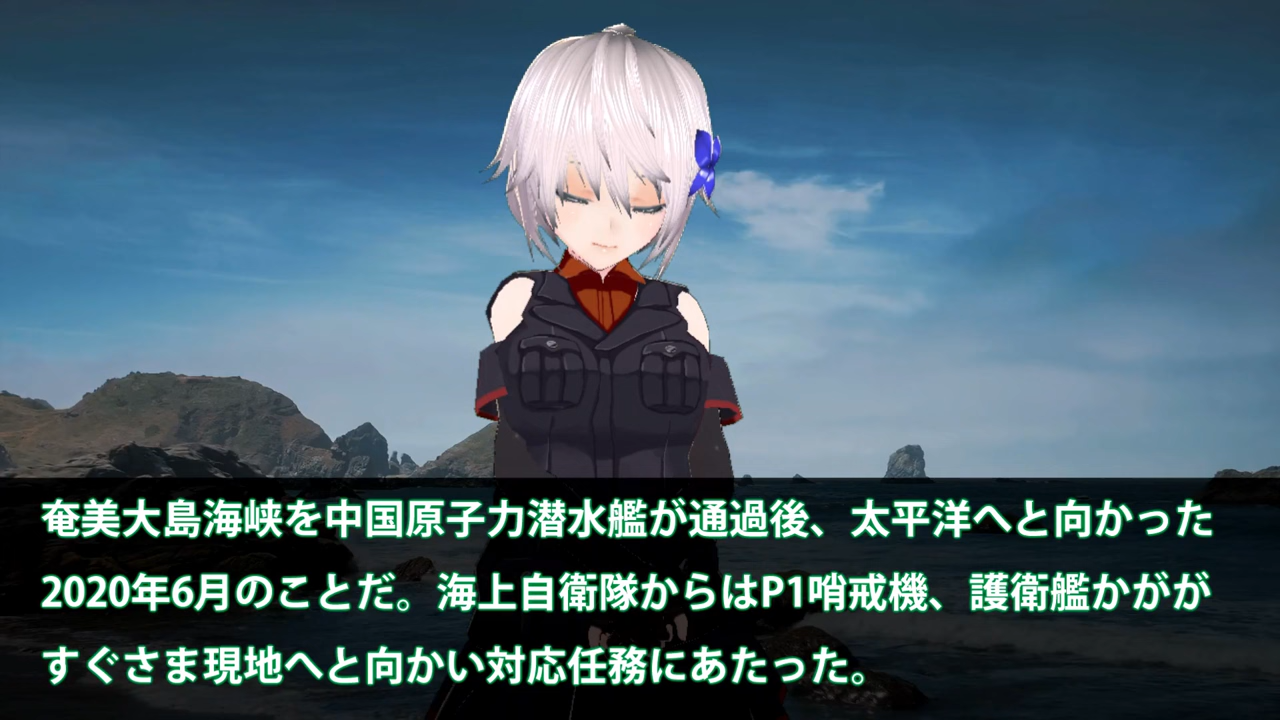 奄美大島海峡を中国原子力潜水艦が通過後、太平洋へと向かった
2020年6月のことだ。海上自衛隊からはP1哨戒機、護衛艦かがが
すぐさま現地へと向かい対応任務にあたった。